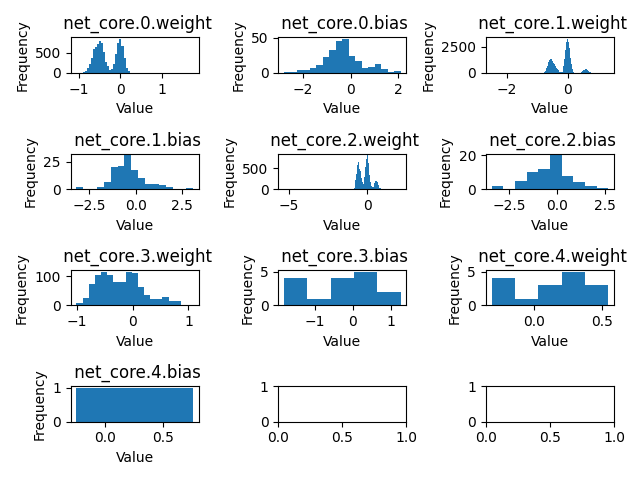 net_core.0.weight
net_core.0.bias
net_core.1.weight
Frequency
500
0
-1
0
1
Value
Frequency
50
0
−2
0
2
Value
Frequency
2500
0
−2
0
Value
net_core.1.bias
net_core.2.weight
net_core.2.bias
Frequency
25
0
−2.5
0.0
2.5
Value
Frequency
500
0
−5
0
Value
Frequency
20
0
−2.5
0.0
2.5
Value
net_core.3.weight
net_core.3.bias
net_core.4.weight
Frequency
100
0
−1
0
1
Value
Frequency
5
0
−1
0
1
Value
Frequency
5
0
0.0
0.5
Value
net_core.4.bias
Frequency
1
0
0.0
0.5
Value
1
0
0.0
0.5
1.0
1
0
0.0
0.5
1.0